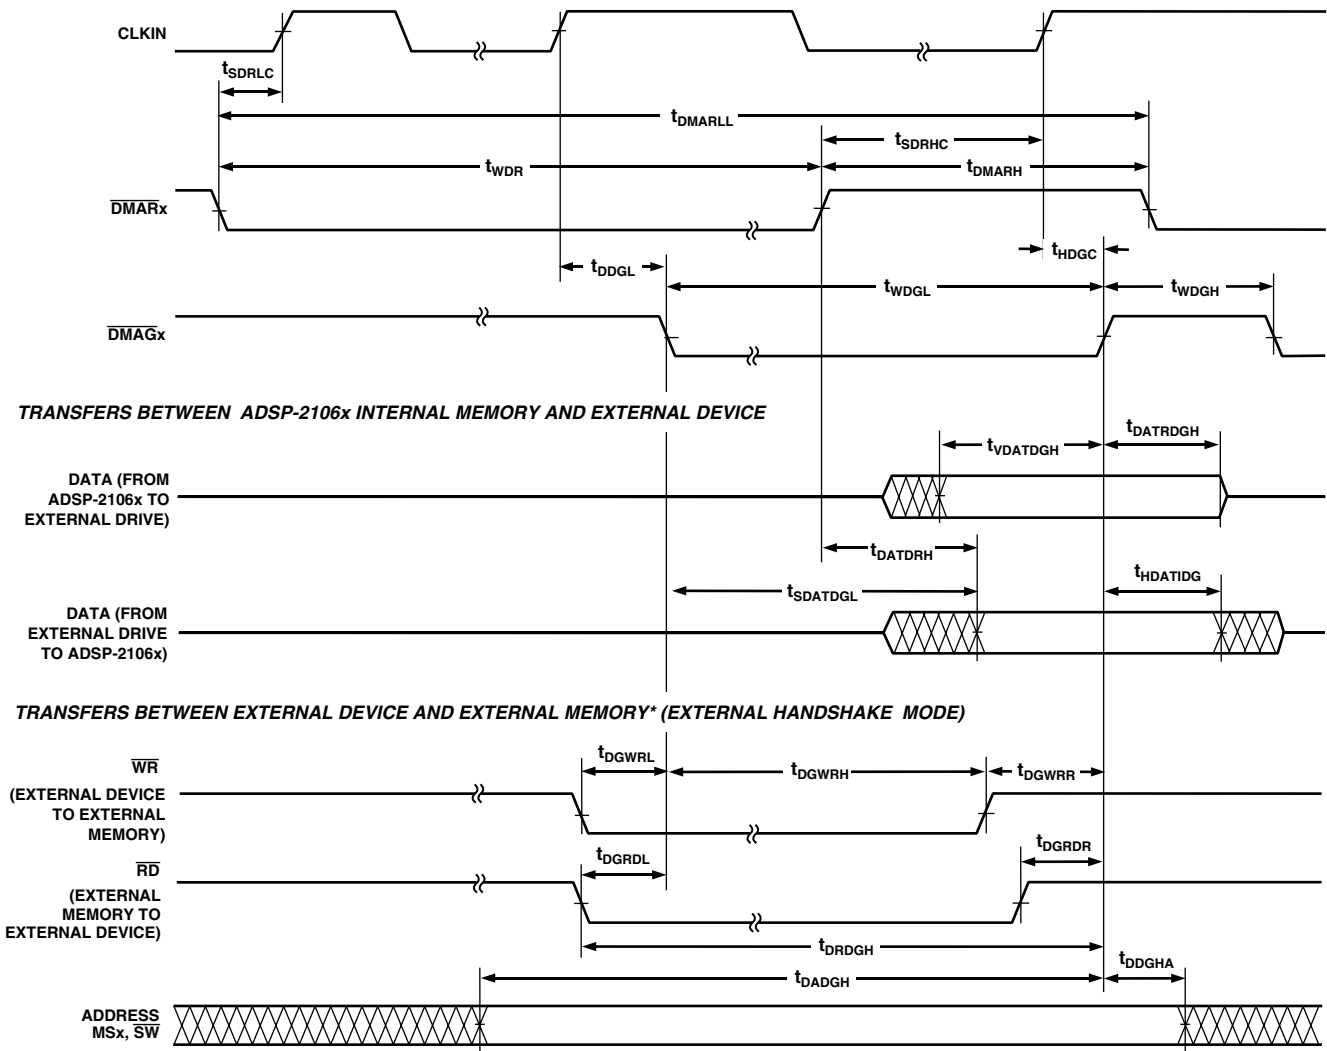 CLKIN
tSDRLC
tDMARLL
tSDRHC
tWDR
tDMARH
DMARx
tDDGL
tHDGC
tWDGL
tWDGH
DMAGx
TRANSFERS BETWEEN ADSP-2106x INTERNAL MEMORY AND EXTERNAL DEVICE
tVDATDGH
tDATRDGH
DATA (FROM
ADSP-2106x TO
EXTERNAL DRIVE)
tDATDRH
tSDATDGL
tHDATIDG
DATA (FROM
EXTERNAL DRIVE
TO ADSP-2106x)
TRANSFERS BETWEEN EXTERNAL DEVICE AND EXTERNAL MEMORY* (EXTERNAL HANDSHAKE MODE)
WR
(EXTERNAL DEVICE
TO EXTERNAL
MEMORY)
tDGWRL
tDGWRH
tDGWRR
RD
(EXTERNAL
MEMORY TO
EXTERNAL DEVICE)
tDGRDL
tDGRDR
tDRDGH
tDADGH
tDDGHA
ADDRESS
MSx, SW